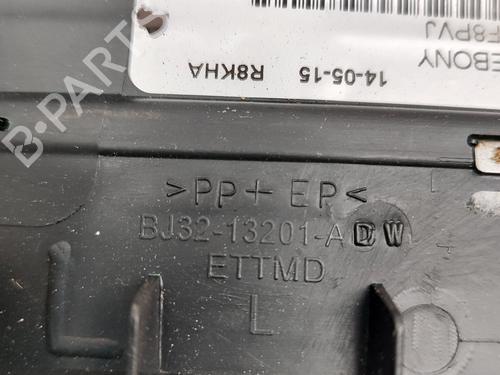 EBONY
F8PVJ
14-05-15
R8KHA
>PP+EP<
BJ32-13201-ADW
ETTMD
L
L
B-PARTS